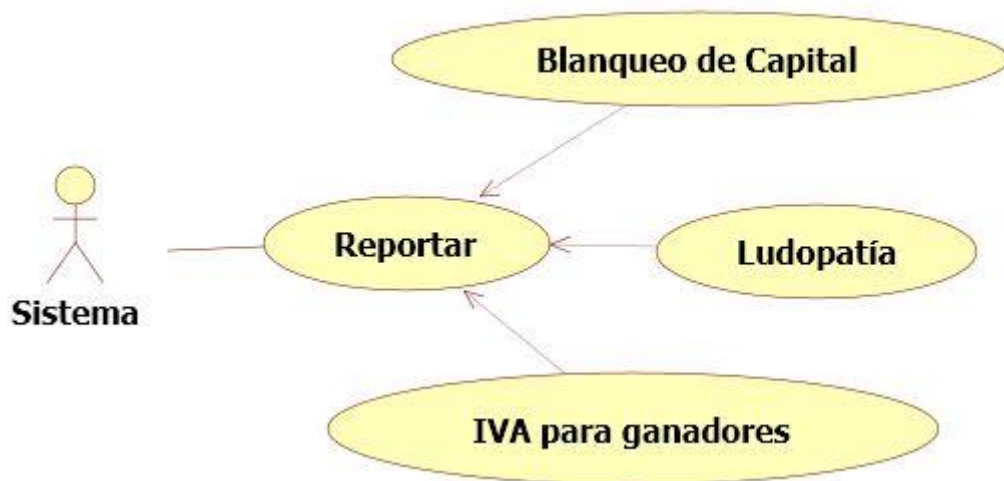 Blanqueo de Capital
Reportar
Ludopatía
Sistema
IVA para ganadores